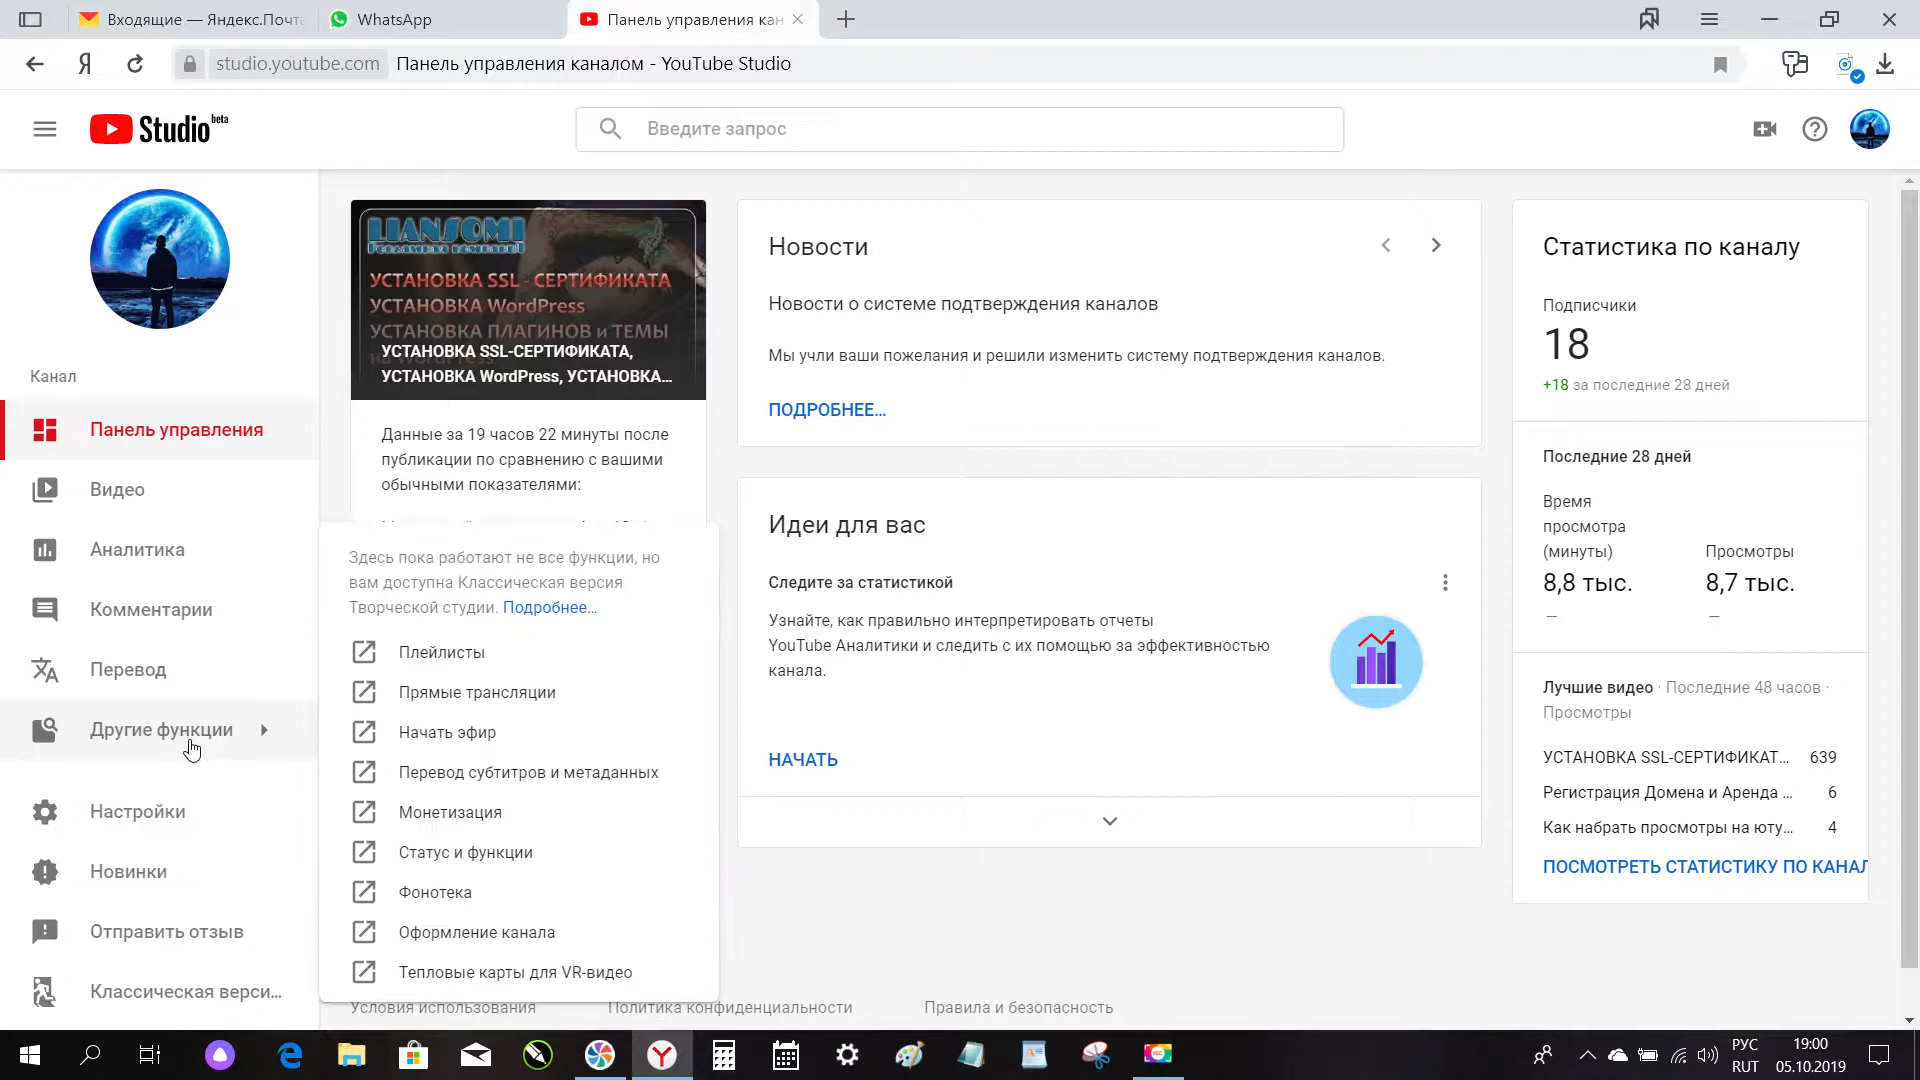 Входящие — Яндекс.Почта
WhatsApp
Панель управления кан
studio.youtube.com
Панель управления каналом - YouTube Studio
Studio beta
Введите запрос
Канал
Панель управления
Видео
Аналитика
Комментарии
Перевод
Другие функции
Настройки
Новинки
Отправить отзыв
Классическая верси...
LIANSOMI
УСТАНОВКА SSL - СЕРТИФИКАТА
УСТАНОВКА WordPress
УСТАНОВКА ПЛАГИНОВ и ТЕМЫ
УСТАНОВКА SSL-СЕРТИФИКАТА,
УСТАНОВКА WordPress, УСТАНОВКА...
Данные за 19 часов 22 минуты после
публикации по сравнению с вашими
обычными показателями:
Здесь пока работают не все функции, но
вам доступна Классическая версия
Творческой студии. Подробнее...
Плейлисты
Прямые трансляции
Начать эфир
Перевод субтитров и метаданных
Монетизация
Статус и функции
Фонотека
Оформление канала
Тепловые карты для VR-видео
Новости
Новости о системе подтверждения каналов
Мы учли ваши пожелания и решили изменить систему подтверждения каналов.
ПОДРОБНЕЕ...
Идеи для вас
Следите за статистикой
Узнайте, как правильно интерпретировать отчеты
YouTube Аналитики и следить с их помощью за эффективностью
канала.
НАЧАТЬ
Статистика по каналу
Подписчики
18
+18 за последние 28 дней
Последние 28 дней
Время
просмотра
(минуты)
8,8 тыс.
—
Просмотры
8,7 тыс.
—
Лучшие видео · Последние 48 часов ·
Просмотры
УСТАНОВКА SSL-СЕРТИФИКАТ... 639
Регистрация Домена и Аренда ... 6
Как набрать просмотры на юту... 4
ПОСМОТРЕТЬ СТАТИСТИКУ ПО КАНАЛ
Условия использования
Политика конфиденциальности
Правила и безопасность
РУС
RUT
19:00
05.10.2019